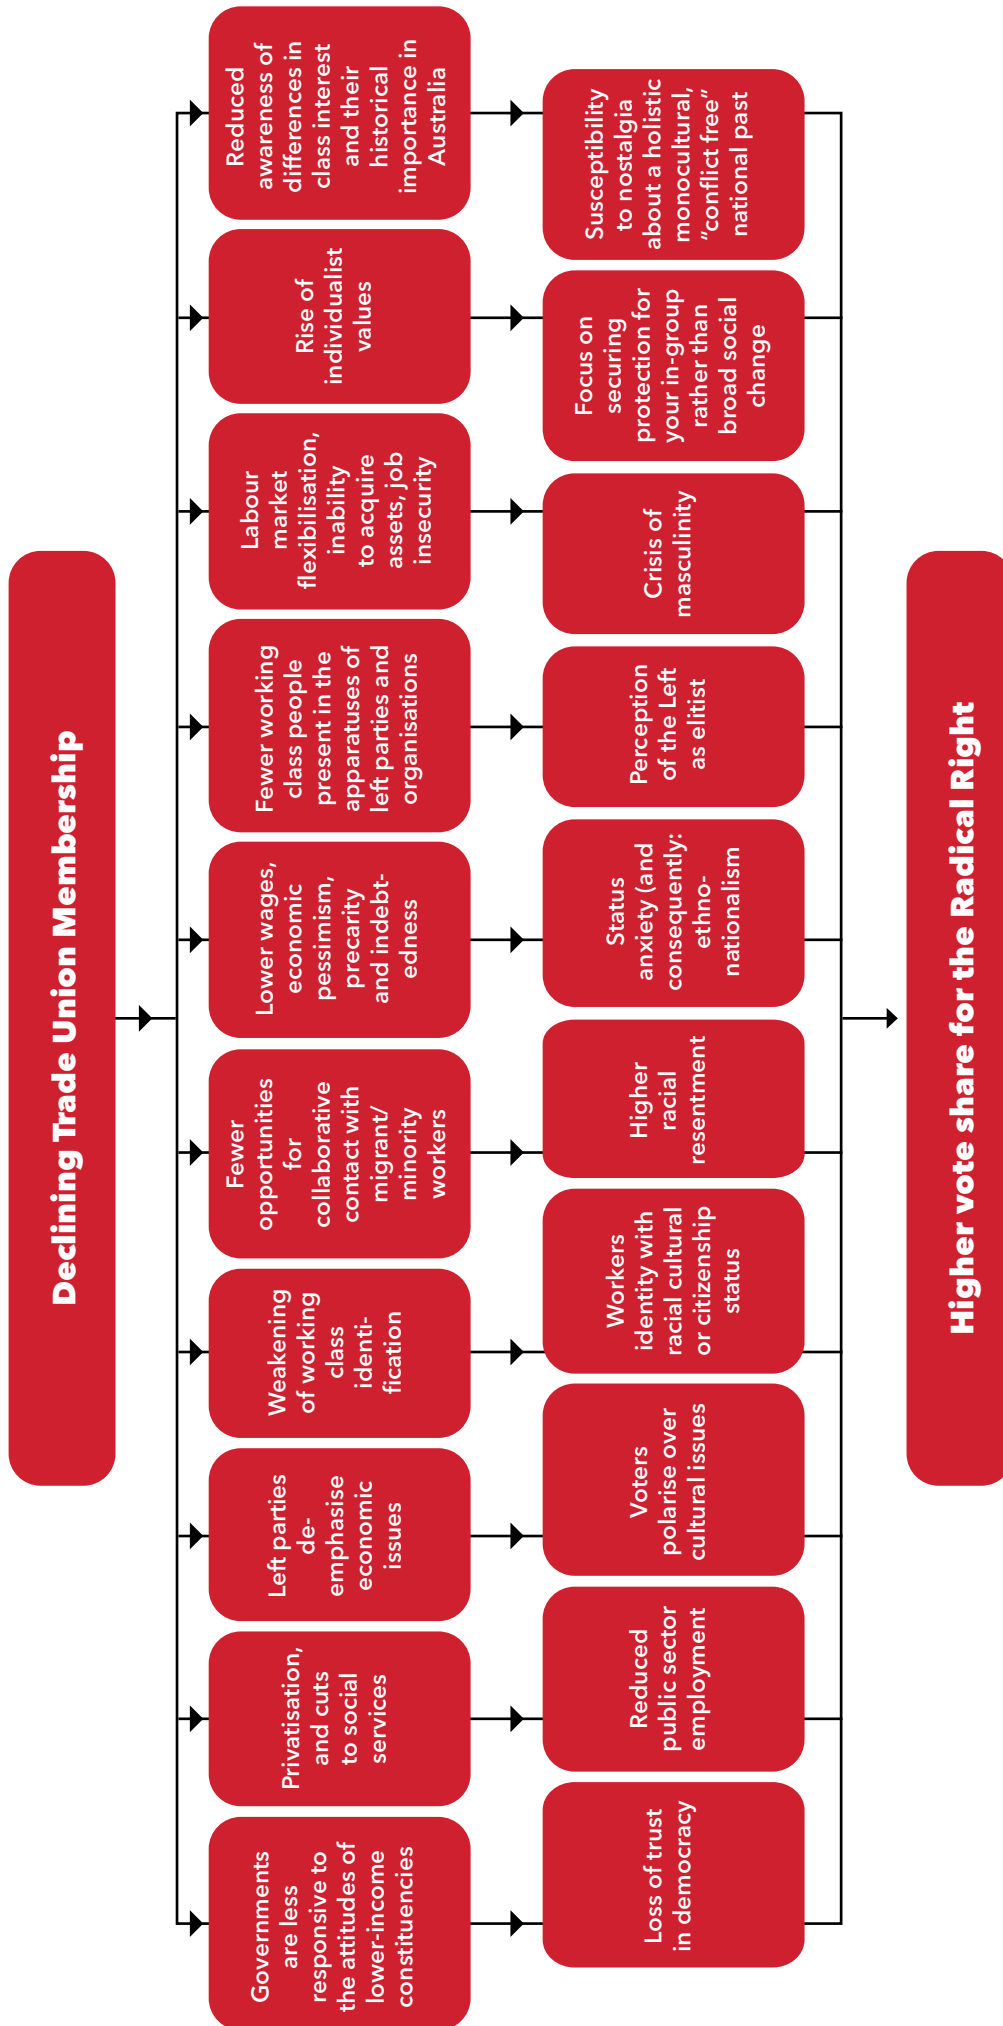 Declining Trade Union Membership
Governments
are less
responsive to
the attitudes of
lower-income
constituencies
Privatisation,
and cuts
to social
services
Left parties
de-
emphasise
economic
issues
Weakening
of working
class
identi-
fication
Fewer
opportunities
for
collaborative
contact with
migrant/
minority
workers
Lower wages,
economic
pessimism,
precarity
and indebt-
edness
Fewer working
class people
present in the
apparatuses of
left parties and
organisations
Labour
market
flexibilisation,
inability
to acquire
assets, job
insecurity
Rise of
individualist
values
Reduced
awareness of
differences in
class interest
and their
historical
importance in
Australia
Loss of trust
in democracy
Reduced
public sector
employment
Voters
polarise over
cultural issues
Workers
identity with
racial cultural
or citizenship
status
Higher
racial
resentment
Status
anxiety (and
consequently:
ethno-
nationalism
Perception
of the Left
as elitist
Crisis of
masculinity
Focus on
securing
protection for
your in-group
rather than
broad social
change
Susceptibility
to nostalgia
about a holistic
monocultural,
“conflict free”
national past
Higher vote share for the Radical Right